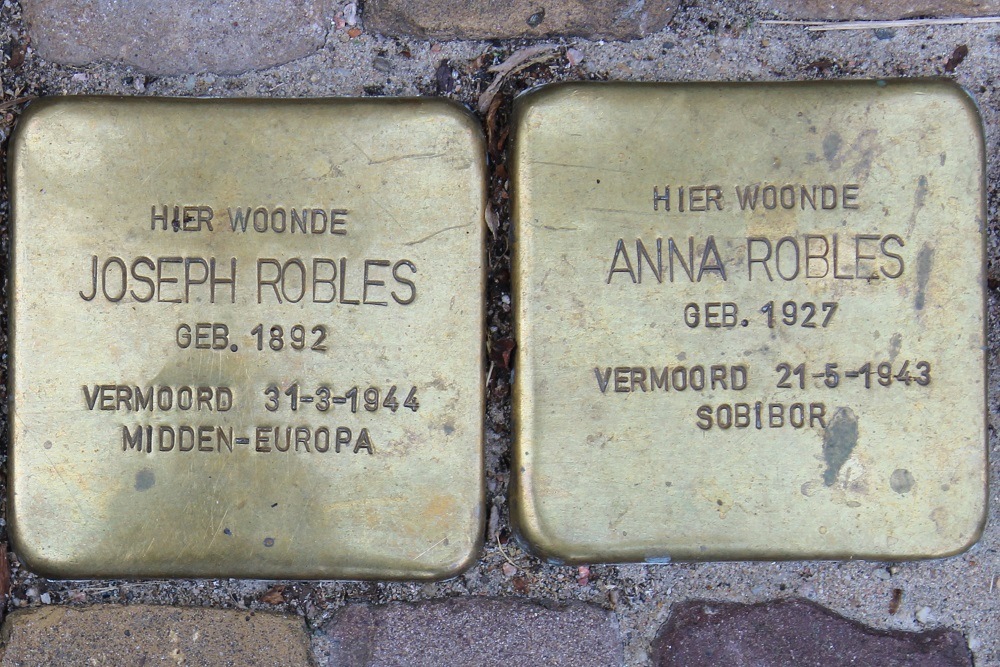 HIER WOONDE
JOSEPH ROBLES
GEB. 1892
VERMOORD 31-3-1944
MIDDEN-EUROPA
HIER WOONDE
ANNA ROBLES
GEB. 1927
VERMOORD 21-5-1943
SOBIBOR